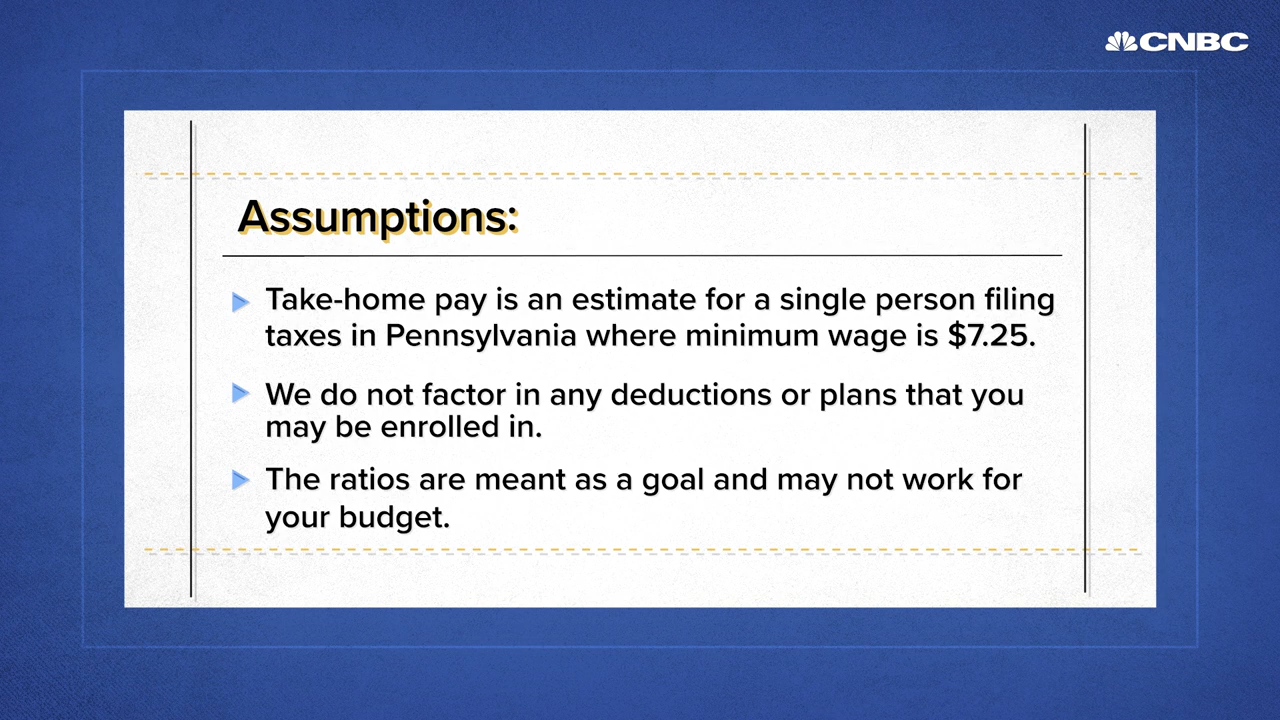 CNBC
Assumptions:
Take-home pay is an estimate for a single person filing
taxes in Pennsylvania where minimum wage is $7.25.
We do not factor in any deductions or plans that you
may be enrolled in.
The ratios are meant as a goal and may not work for
your budget.